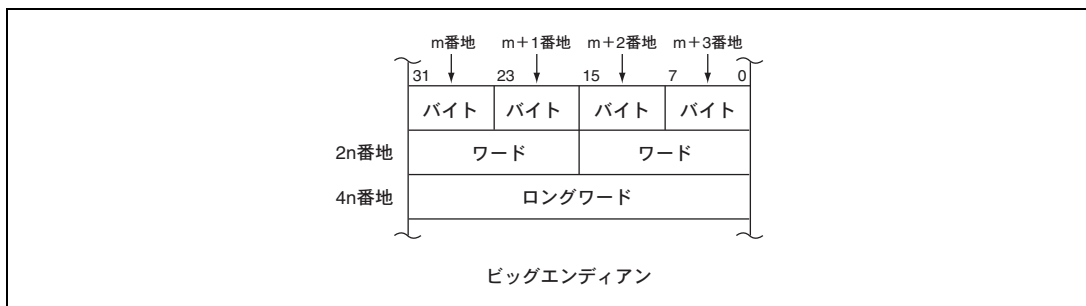 m番地 m+1番地 m+2番地 m+3番地
31 23 15 7 0
バイト バイト バイト バイト
2n番地 ワード ワード
4n番地 ロングワード
ビッグエンディアン